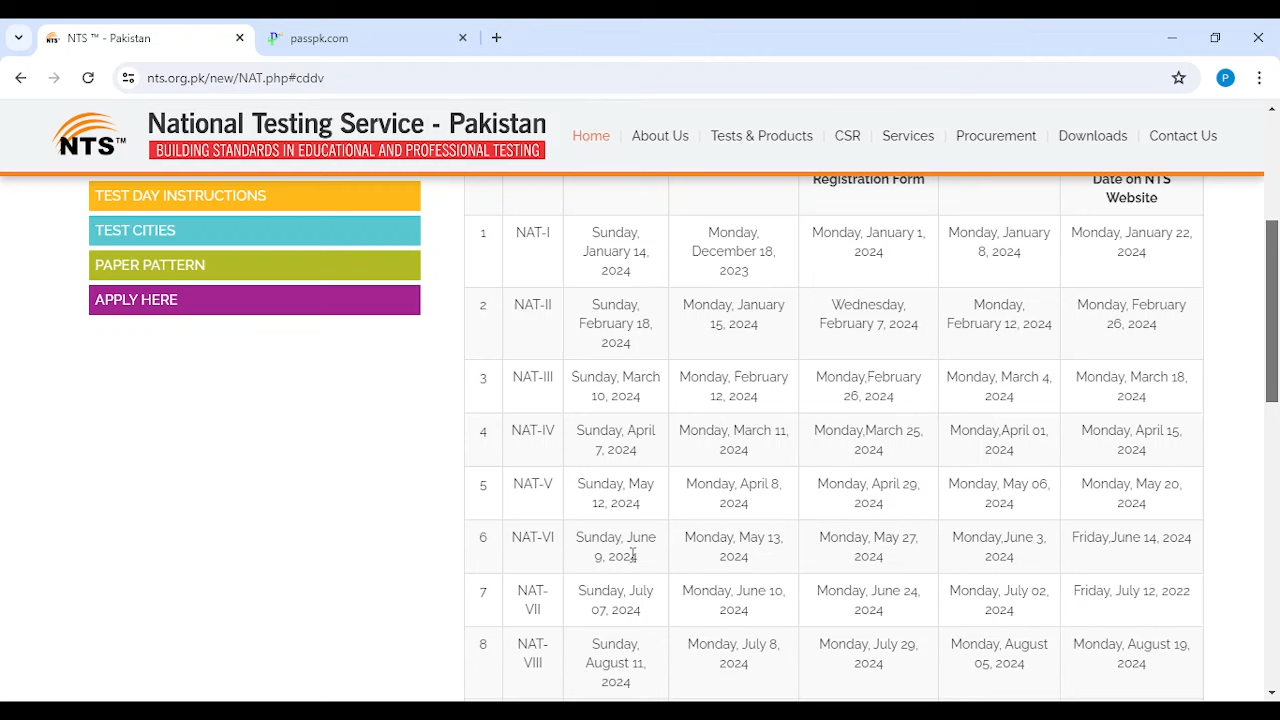 NTS ™ - Pakistan
passpk.com
nts.org.pk/new/NAT.php#cddv
P
NTS™
National Testing Service - Pakistan
BUILDING STANDARDS IN EDUCATIONAL AND PROFESSIONAL TESTING
Home
About Us
Tests & Products
CSR
Services
Procurement
Downloads
Contact Us
TEST DAY INSTRUCTIONS
TEST CITIES
PAPER PATTERN
APPLY HERE
Registration Form
Date on NTS
Website
1
NAT-I
Sunday,
January 14,
2024
Monday,
December 18,
2023
Monday, January 1,
2024
Monday, January
8, 2024
Monday, January 22,
2024
2
NAT-II
Sunday,
February 18,
2024
Monday, January
15, 2024
Wednesday,
February 7, 2024
Monday,
February 12, 2024
Monday, February
26, 2024
3
NAT-III
Sunday, March
10, 2024
Monday, February
12, 2024
Monday,February
26, 2024
Monday, March 4,
2024
Monday, March 18,
2024
4
NAT-IV
Sunday, April
7, 2024
Monday, March 11,
2024
Monday,March 25,
2024
Monday,April 01,
2024
Monday, April 15,
2024
5
NAT-V
Sunday, May
12, 2024
Monday, April 8,
2024
Monday, April 29,
2024
Monday, May 06,
2024
Monday, May 20,
2024
6
NAT-VI
Sunday, June
9, 2024
Monday, May 13,
2024
Monday, May 27,
2024
Monday,June 3,
2024
Friday,June 14, 2024
7
NAT-
VII
Sunday, July
07, 2024
Monday, June 10,
2024
Monday, June 24,
2024
Monday, July 02,
2024
Friday, July 12, 2022
8
NAT-
VIII
Sunday,
August 11,
2024
Monday, July 8,
2024
Monday, July 29,
2024
Monday, August
05, 2024
Monday, August 19,
2024